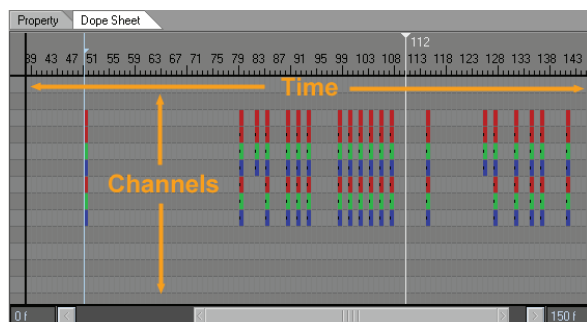 Property Dope Sheet
112
39 43 47 51 55 59 63 67 71 75 79 83 87 91 95 99 103 108 113 118 123 128 133 138 143
Time
Channels
0 f 150 f